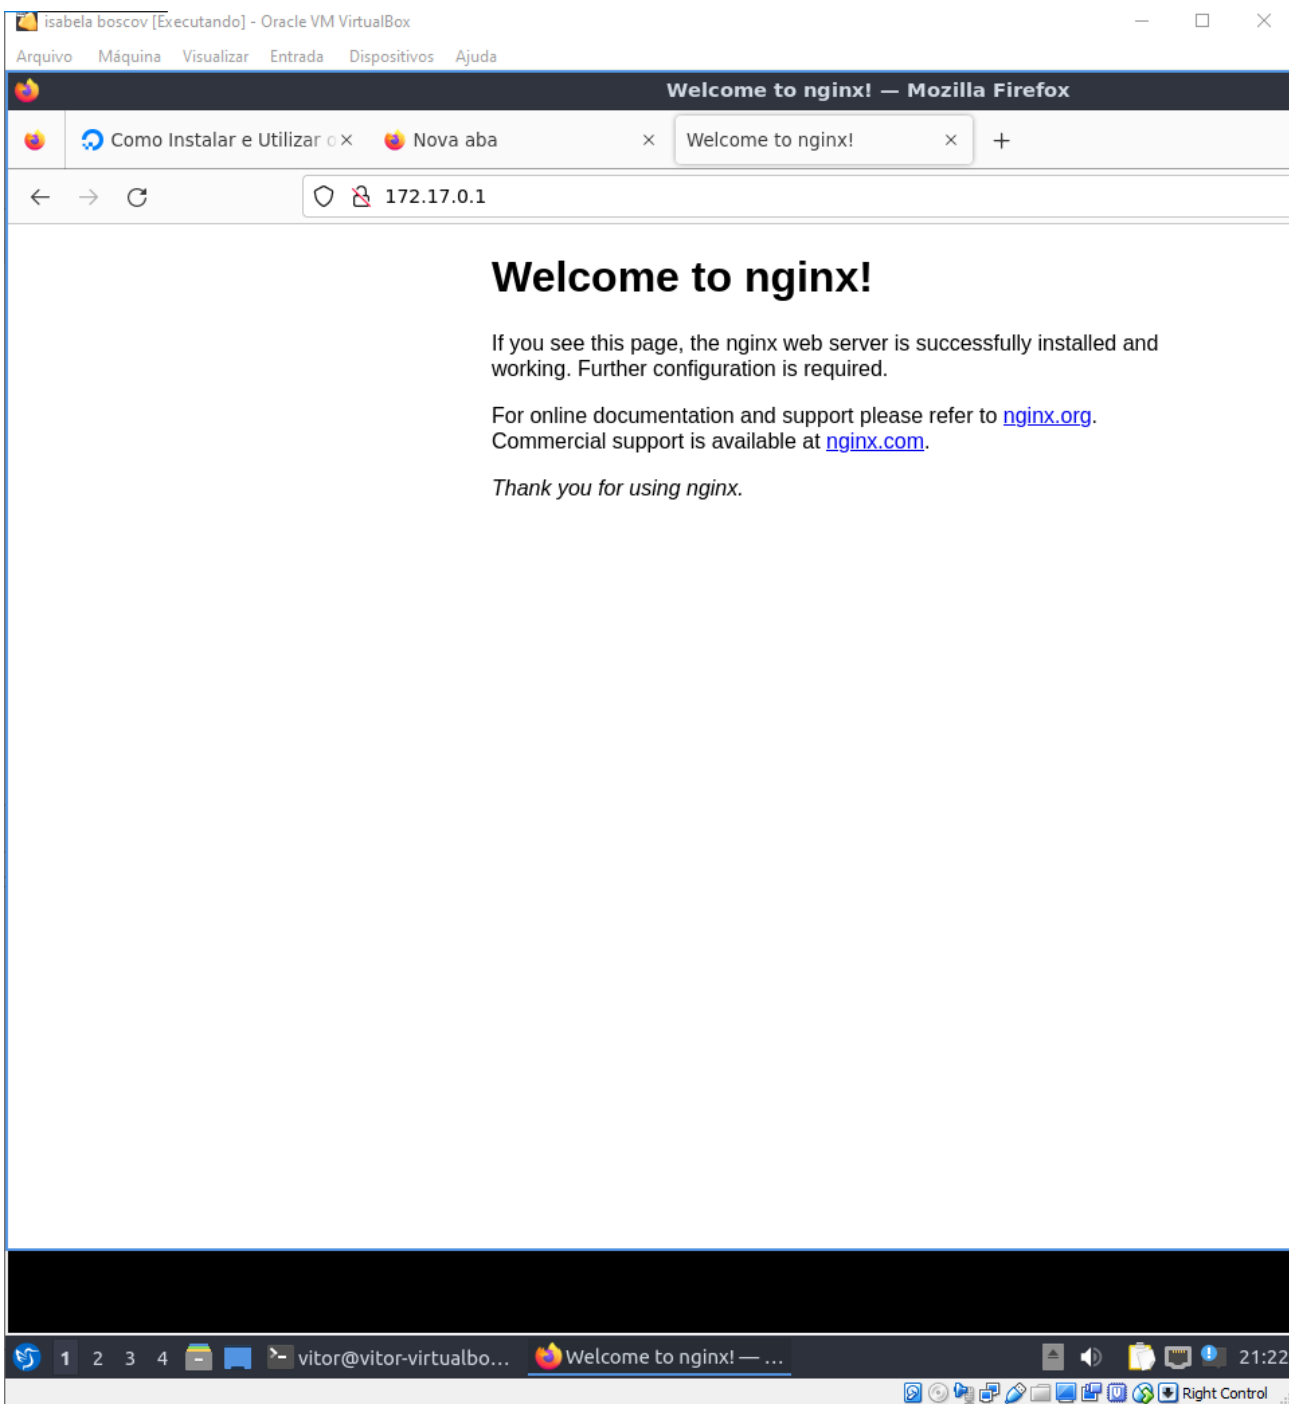 isabela boscov [Executando] - Oracle VM VirtualBox
Arquivo Máquina Visualizar Entrada Dispositivos Ajuda
Welcome to nginx! — Mozilla Firefox
Como Instalar e Utilizar o Nova aba Welcome to nginx!
172.17.0.1
Welcome to nginx!
If you see this page, the nginx web server is successfully installed and
working. Further configuration is required.
For online documentation and support please refer to nginx.org.
Commercial support is available at nginx.com.
Thank you for using nginx.
1 2 3 4 vitor@vitor-virtualbo... Welcome to nginx! — ... 21:22
Right Control